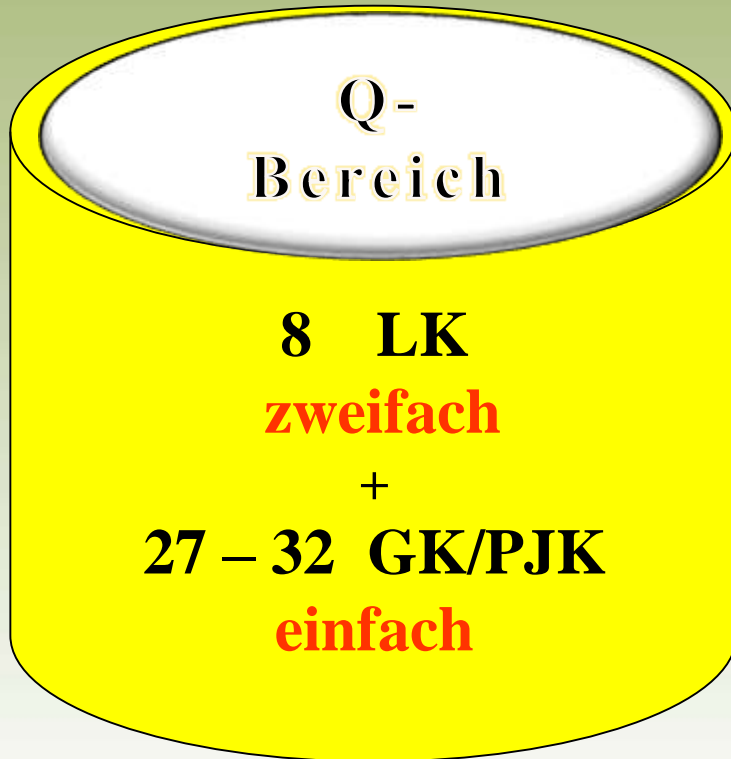 Q-
Bereich
8 LK
zweifach
+
27 – 32 GK/PJK
einfach